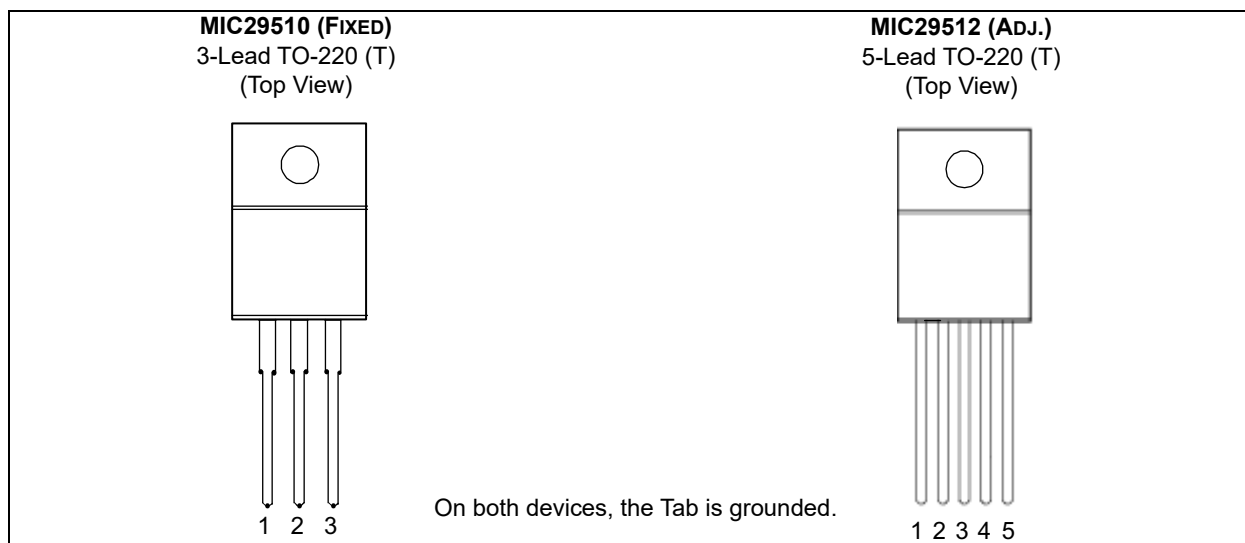 MIC29510 (FIXED)
3-Lead TO-220 (T)
(Top View)
1 2 3
MIC29512 (ADJ.)
5-Lead TO-220 (T)
(Top View)
1 2 3 4 5
On both devices, the Tab is grounded.